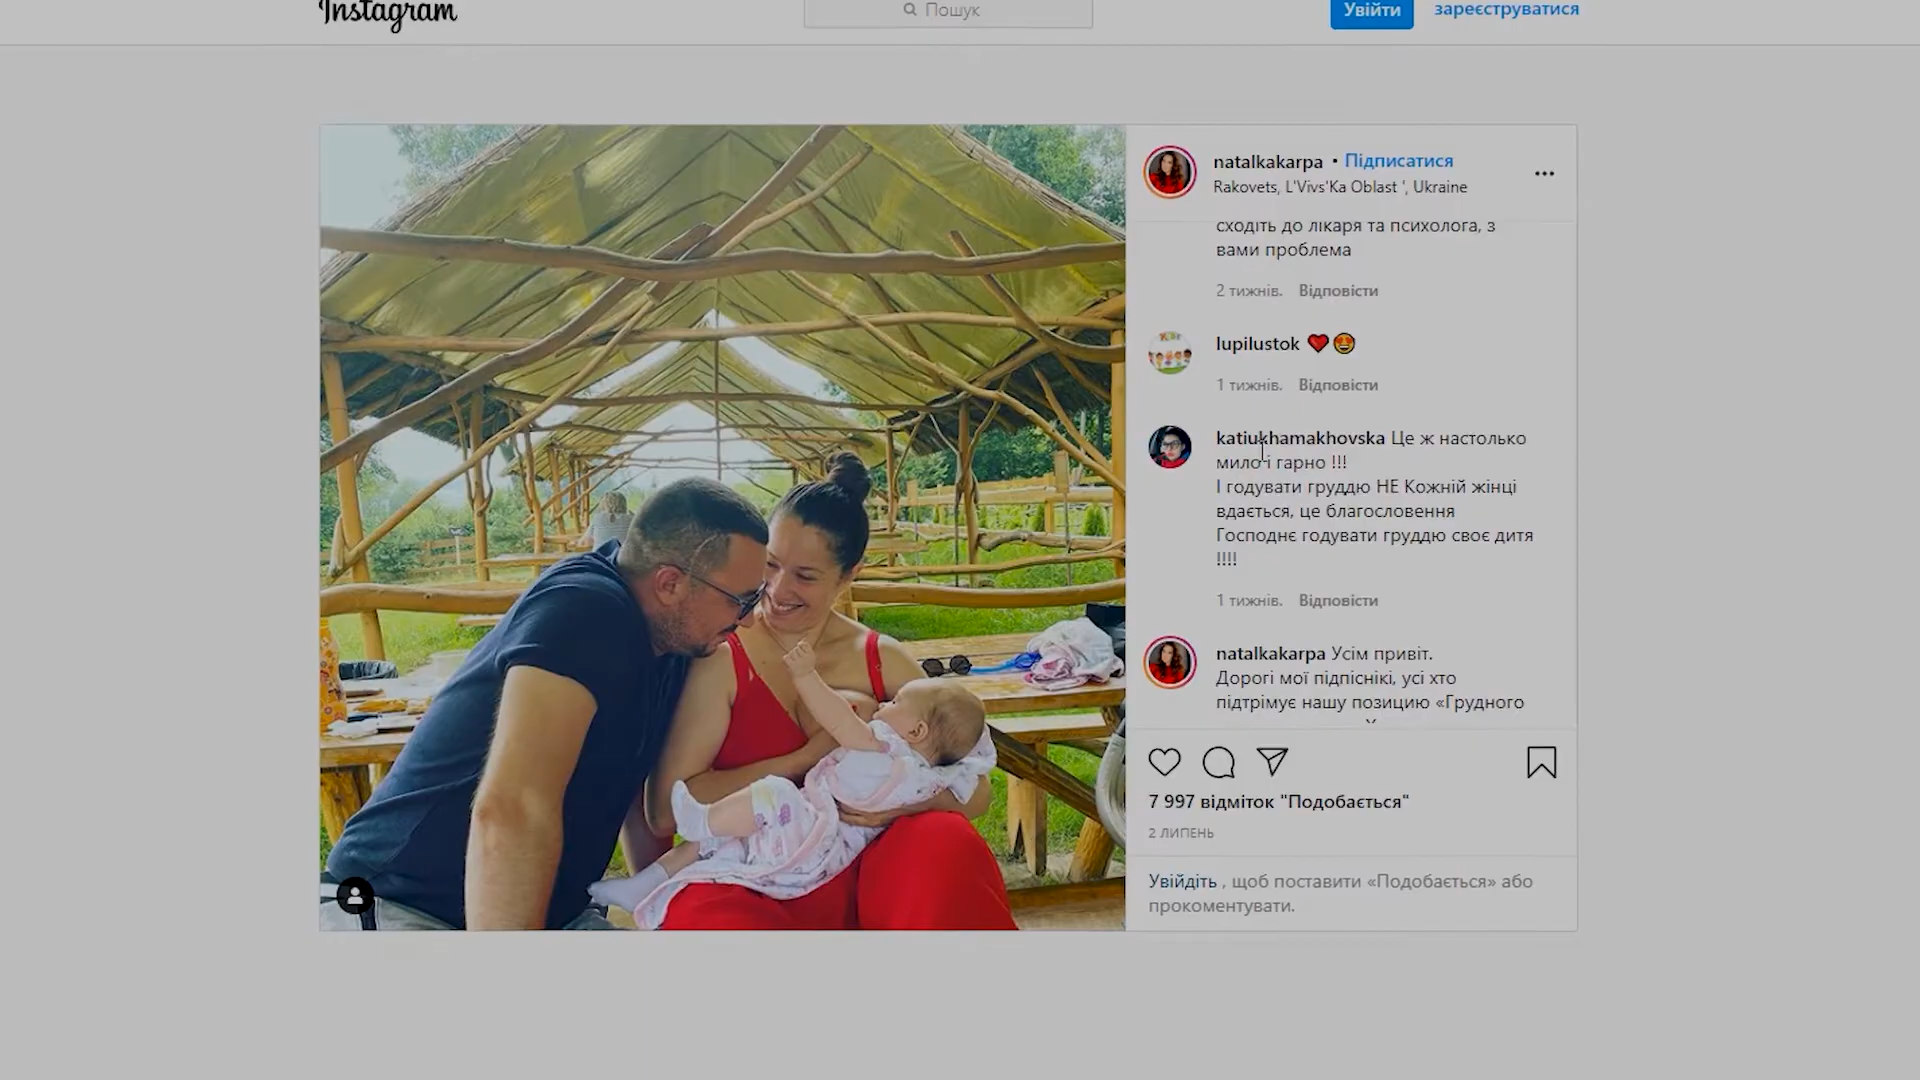 Instagram
Пошук
Увійти
зареєструватися
natalkakarpa • Підписатися
Rakovets, L'Vivs'Ka Oblast ', Ukraine
сходіть до лікаря та психолога, з
вами проблема
2 тижнів. Відповісти
lupilustok ❤️😍
1 тижнів. Відповісти
katiukhamakhovska Це ж настолько
мило і гарно !!!
І годувати груддю НЕ Кожній жінці
вдається, це благословення
Господнє годувати груддю своє дитя
!!!!
1 тижнів. Відповісти
natalkakarpa Усім привіт.
Дорогі мої підпісніки, усі хто
підтрімує нашу позицию «Грудного
7 997 відміток "Подобається"
2 ЛИПЕНЬ
Увійдіть , щоб поставити «Подобається» або
прокоментувати.